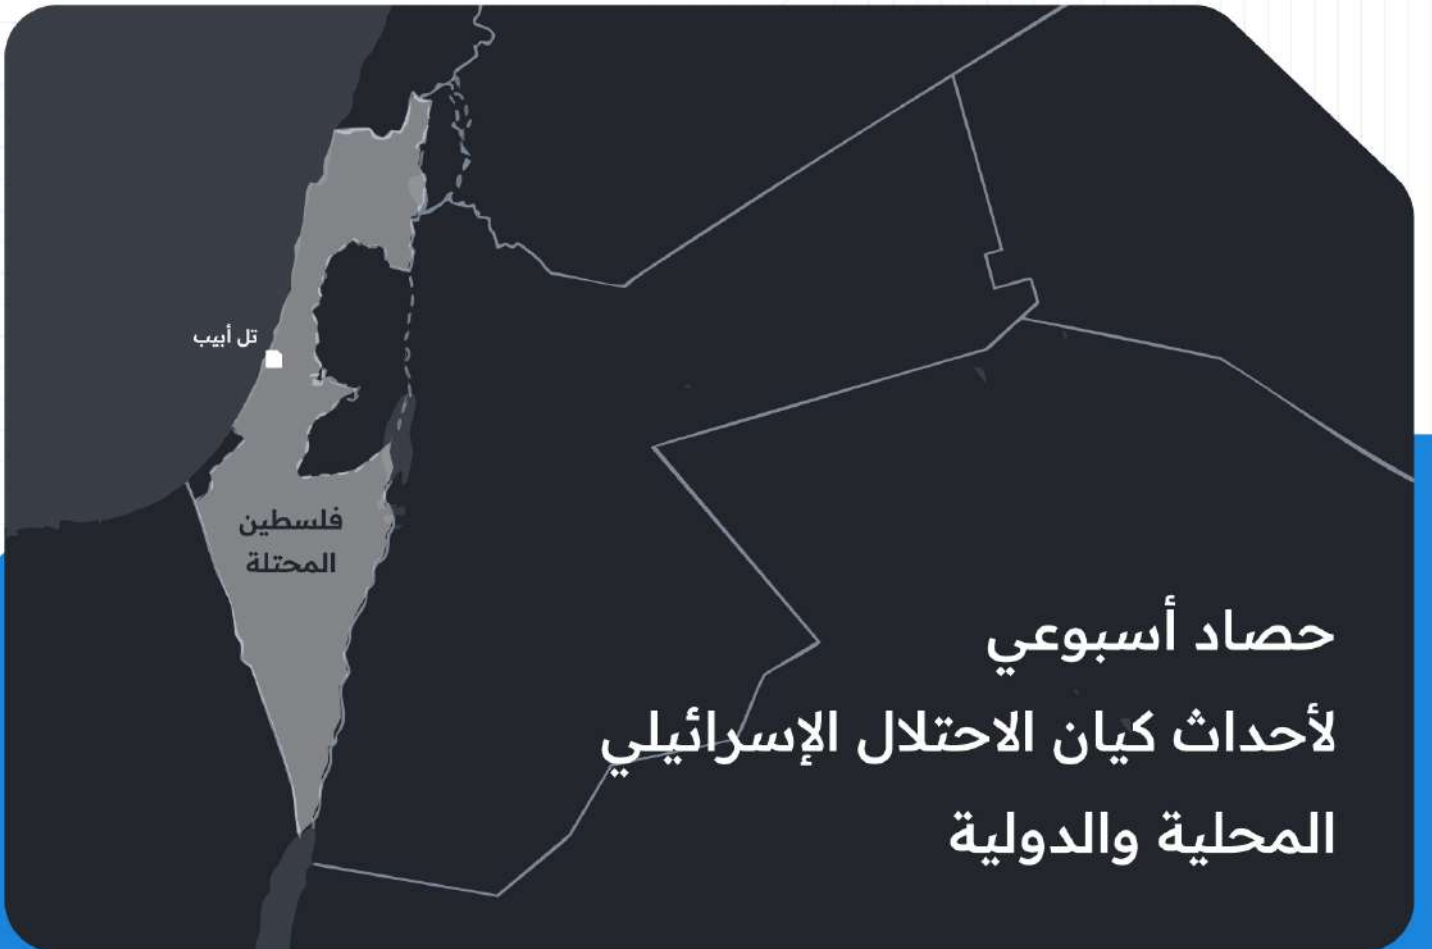 تل أبيب
فلسطين
المحتلة
حصاد أسبوعي
لأحداث كيان الاحتلال الإسرائيلي
المحلية والدولية